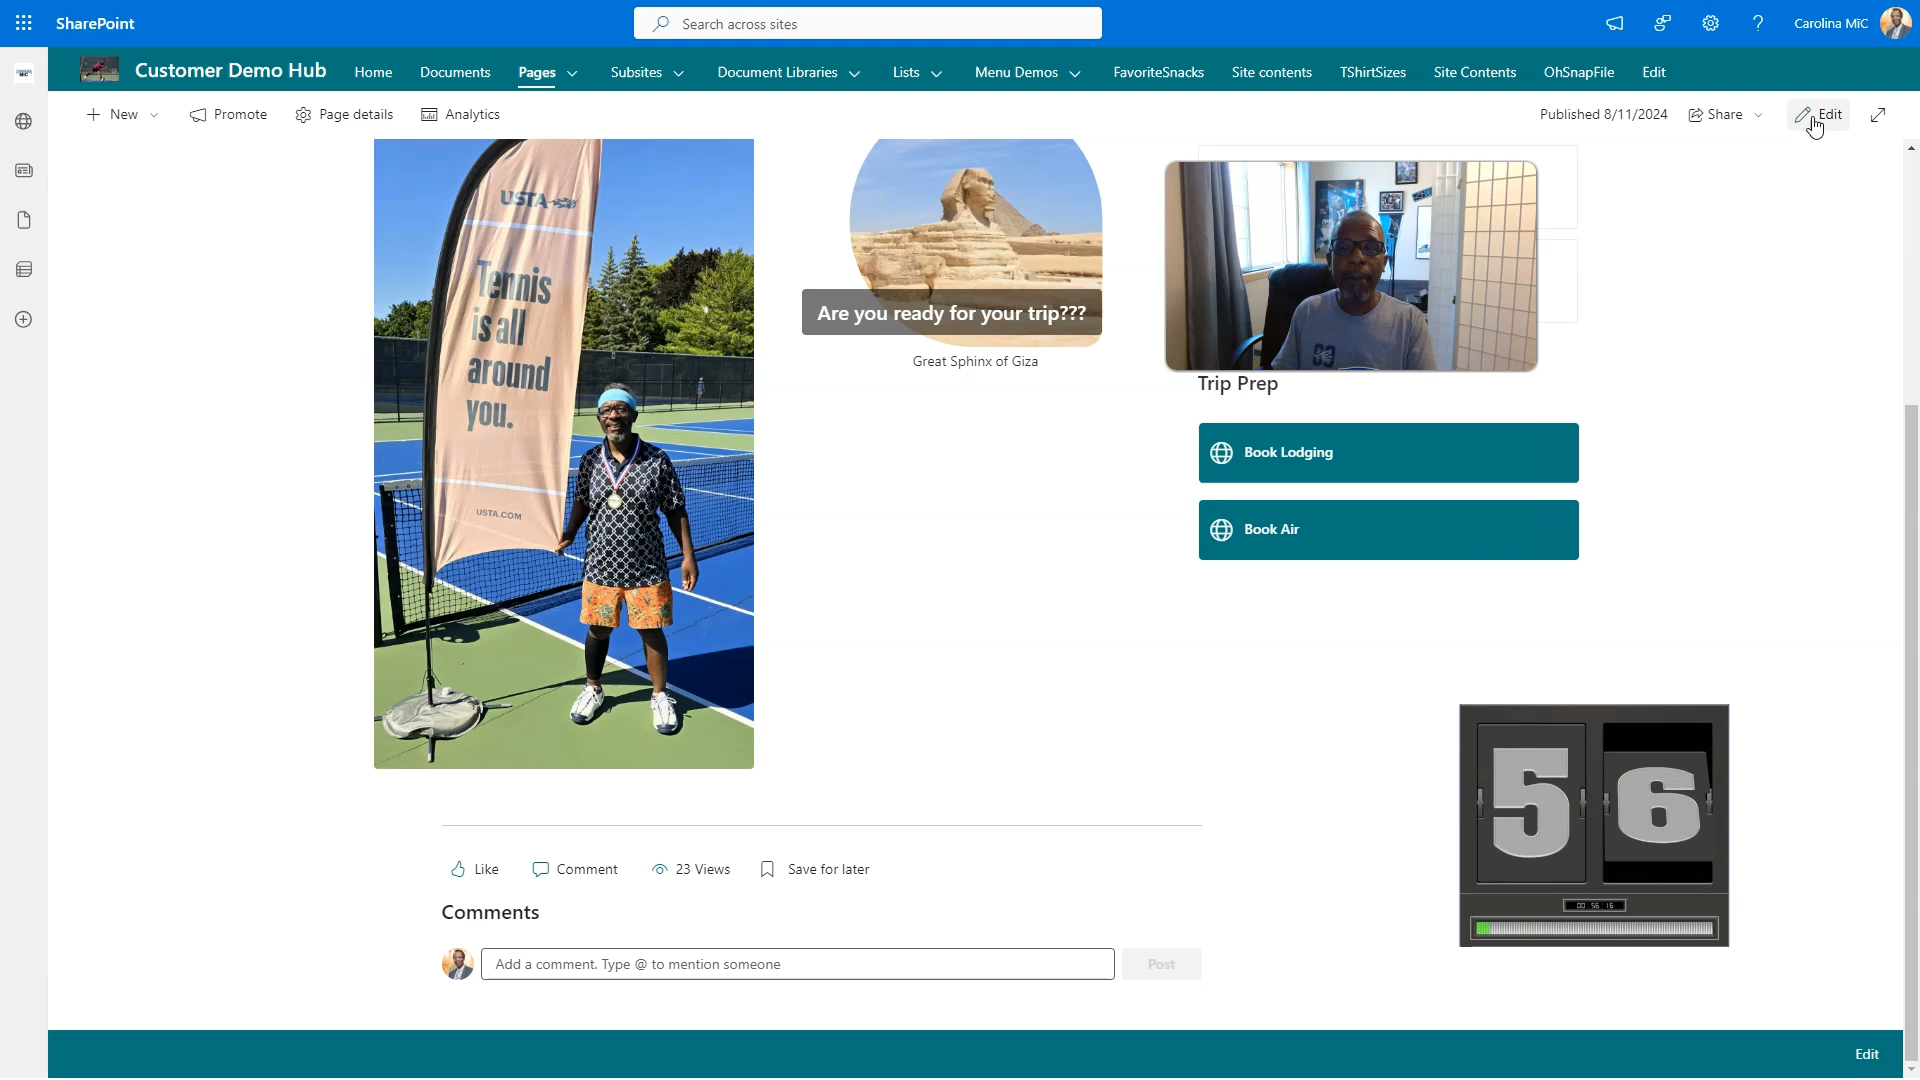 SharePoint
Search across sites
Carolina MiC
Customer Demo Hub
Home
Documents
Pages
Subsites
Document Libraries
Lists
Menu Demos
FavoriteSnacks
Site contents
TShirtSizes
Site Contents
OhSnapFile
Edit
New
Promote
Page details
Analytics
Published 8/11/2024
Share
Edit
USTA
Tennis
is all
around
you.
USTA.COM
Are you ready for your trip???
Great Sphinx of Giza
Trip Prep
Book Lodging
Book Air
56
00:56:16
Like
Comment
23 Views
Save for later
Comments
Add a comment. Type @ to mention someone
Post
Edit